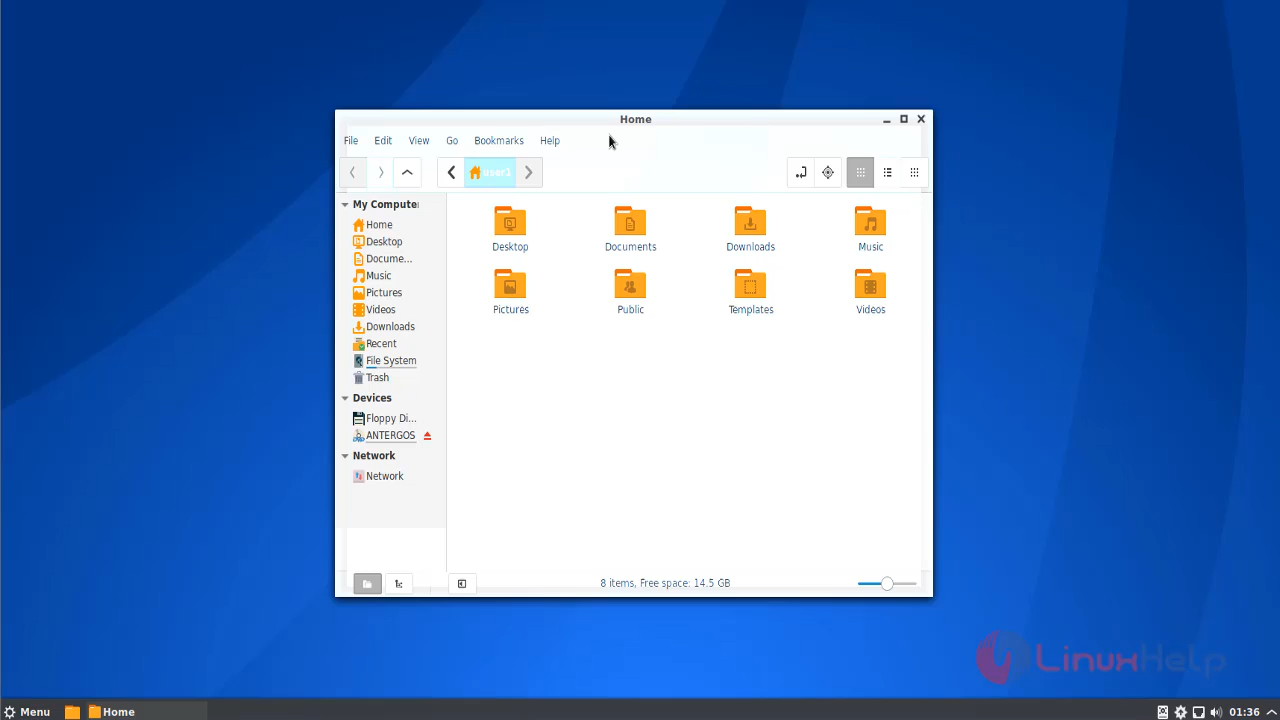 Home
File Edit View Go Bookmarks Help
user1
My Compute
Home
Desktop
Docume...
Music
Pictures
Videos
Downloads
Recent
File System
Trash
Devices
Floppy Di...
ANTERGOS
Network
Network
Desktop Documents Downloads Music
Pictures Public Templates Videos
8 items, Free space: 14.5 GB
LinuxHelp
Menu Home 01:36